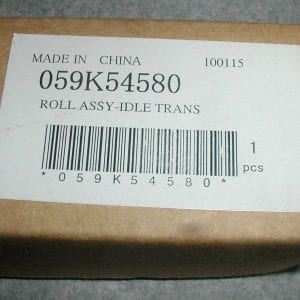 MADE IN CHINA 100115
059K54580
ROLL ASSY-IDLE TRANS
1
pcs
*059K54580*